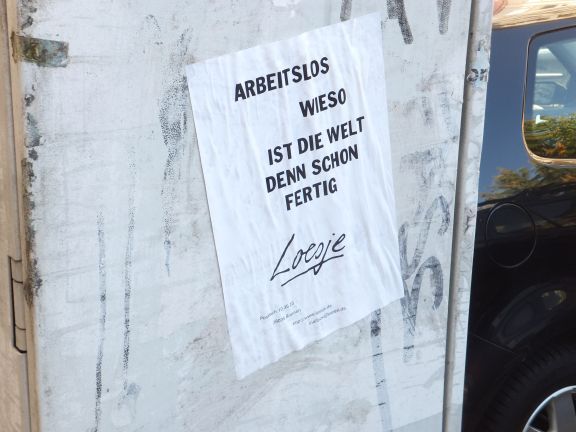 ARBEITSLOS
WIESO
IST DIE WELT
DENN SCHON
FERTIG
Loesje